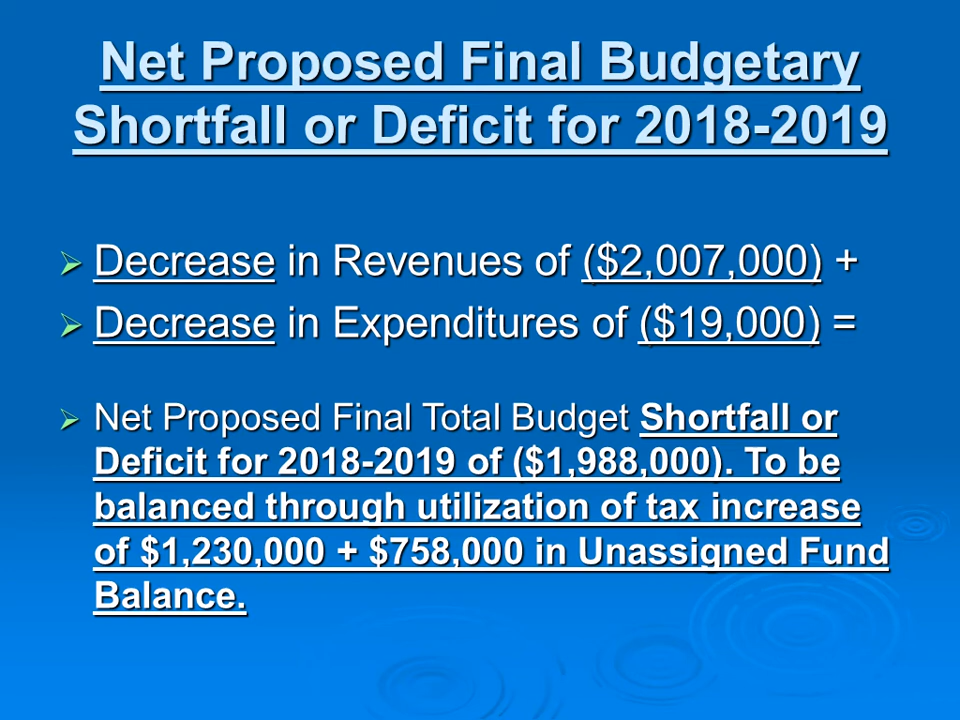 Net Proposed Final Budgetary
Shortfall or Deficit for 2018-2019
Decrease in Revenues of ($2,007,000) +
Decrease in Expenditures of ($19,000) =
Net Proposed Final Total Budget Shortfall or
Deficit for 2018-2019 of ($1,988,000). To be
balanced through utilization of tax increase
of $1,230,000 + $758,000 in Unassigned Fund
Balance.